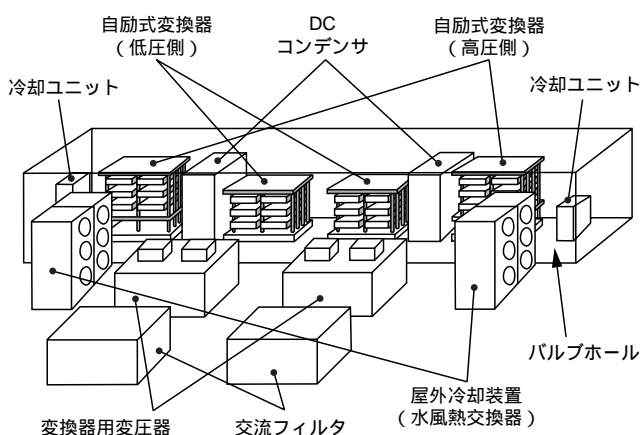 自励式変換器
（低圧側）
DC
コンデンサ
自励式変換器
（高圧側）
冷却ユニット
冷却ユニット
バルブホール
変換器用変圧器
交流フィルタ
屋外冷却装置
（水風熱交換器）